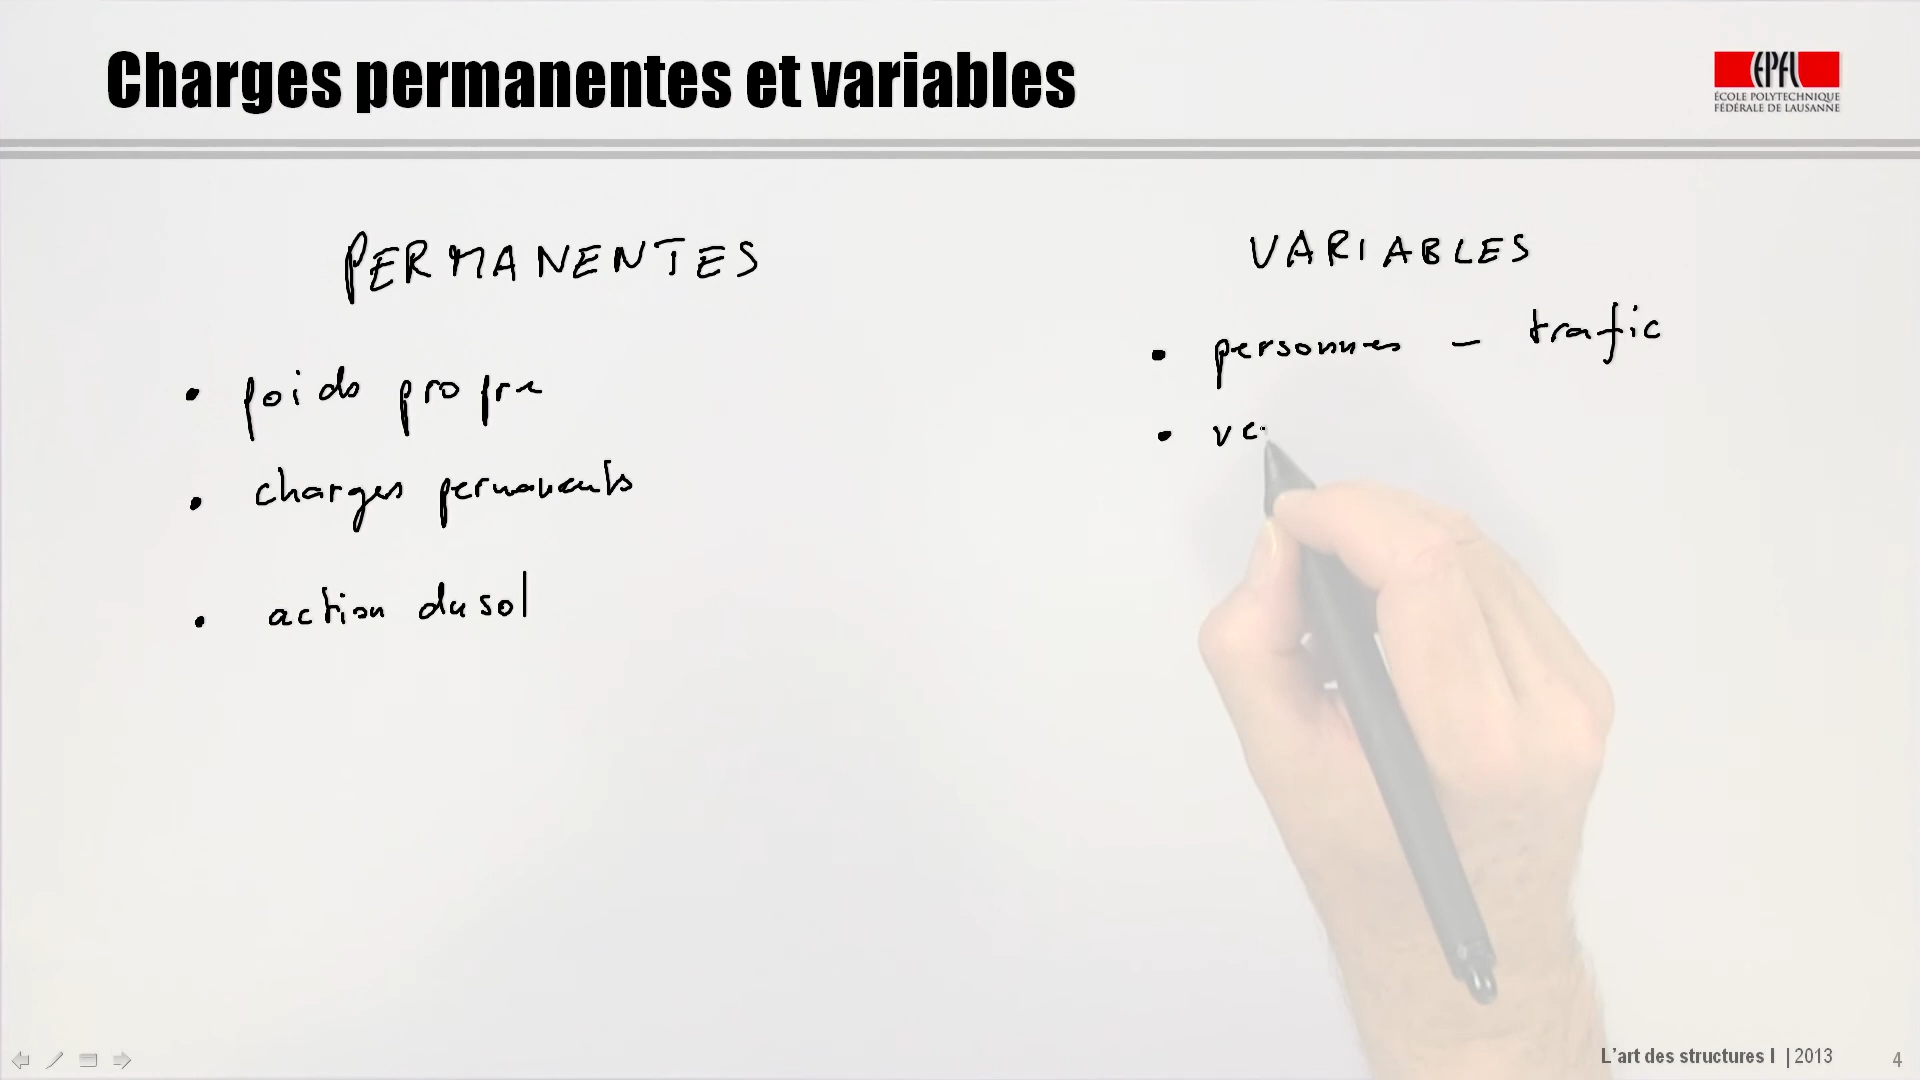 Charges permanentes et variables
EPFL
ÉCOLE POLYTECHNIQUE
FÉDÉRALE DE LAUSANNE
PERMANENTES
• poids propre
• charges permanents
• action du sol
VARIABLES
• personnes – trafic
• ve
L'art des structures I | 2013
4